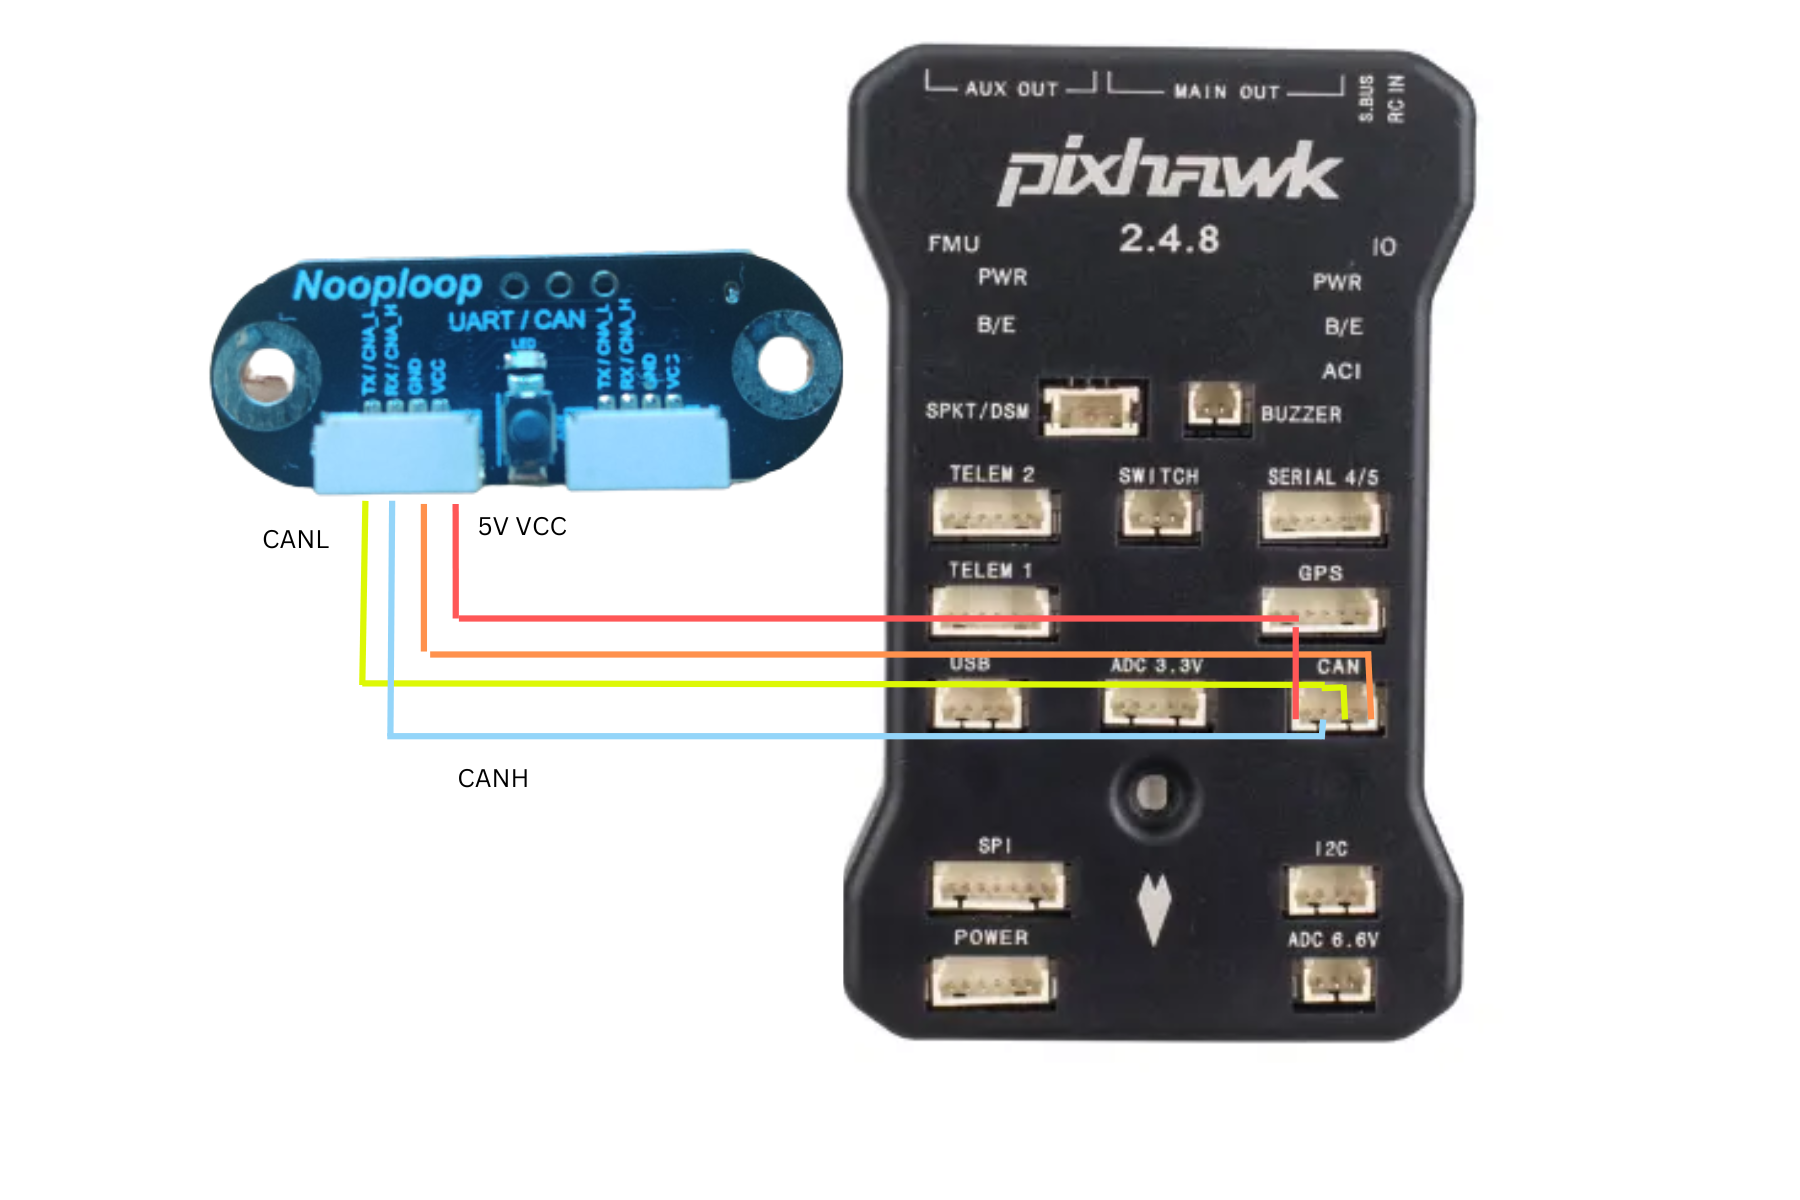 AUX OUT
MAIN OUT
S.BUS
RC IN
pixhawk
2.4.8
FMU
IO
PWR
PWR
B/E
B/E
ACI
SPKT/DSM
BUZZER
TELEM 2
SWITCH
SERIAL 4/5
TELEM 1
GPS
USB
ADC 3.3V
CAN
SPI
I2C
POWER
ADC 6.6V
Nooploop
UART / CAN
LED
TX / CNA_L
RX / CNA_H
GND
VCC
TX / CNA_L
RX / CNA_H
GND
VCC
CANL
5V VCC
CANH